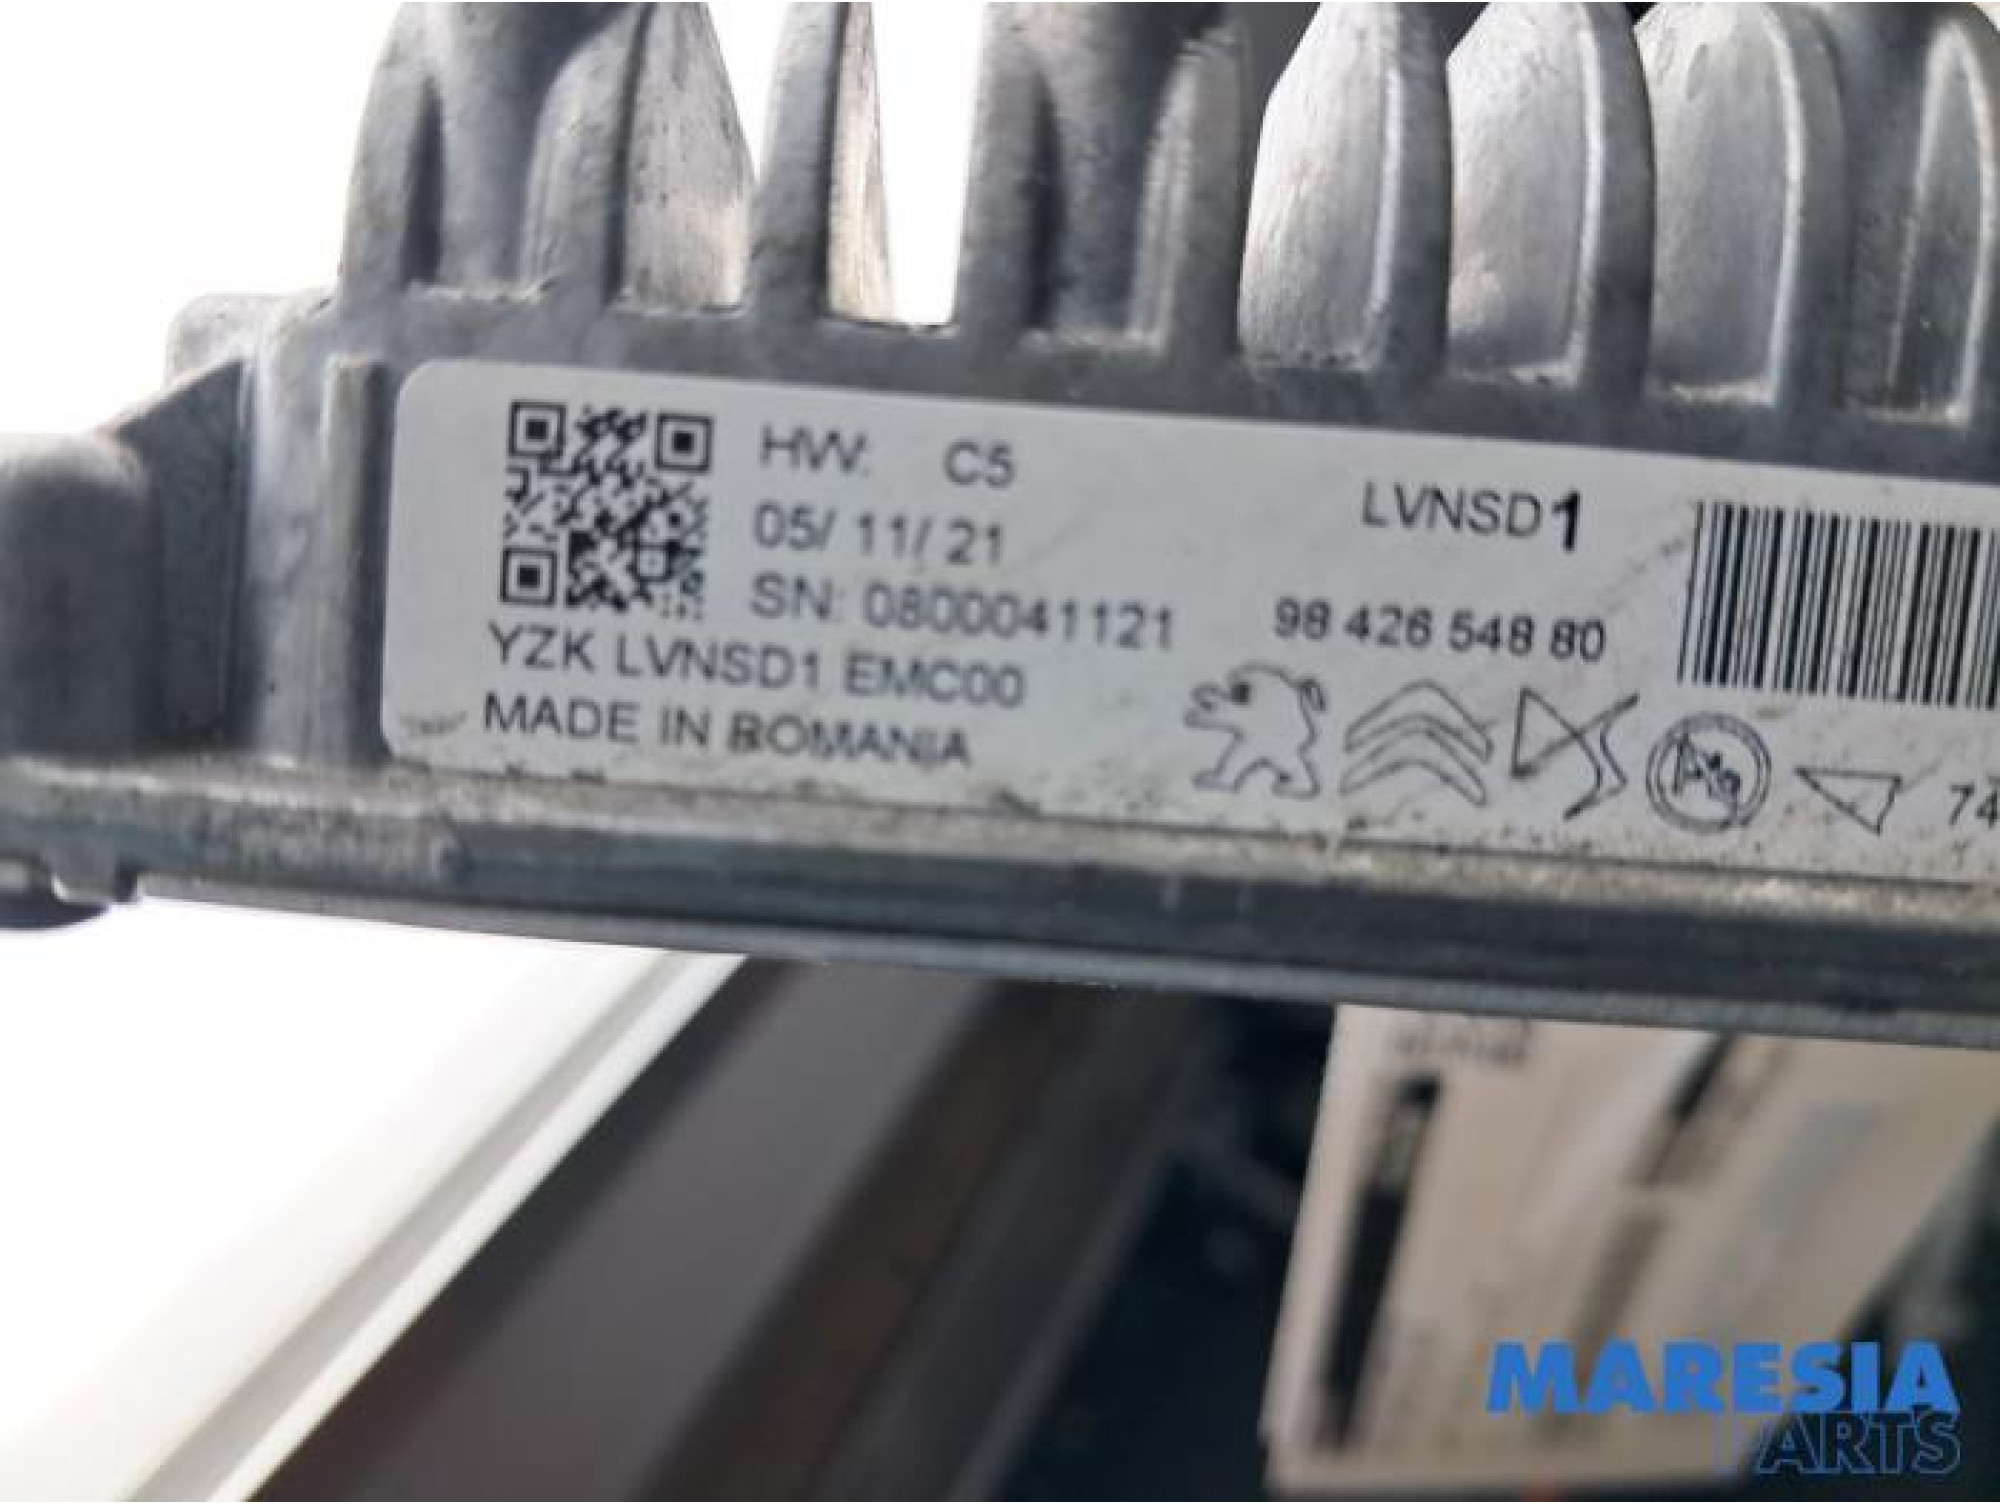 HW: C5
05/ 11/ 21
SN: 0800041121
YZK LVNSD1 EMC00
MADE IN ROMANIA
LVNSD1
98 426 548 80
74
MARESIA
PARTS